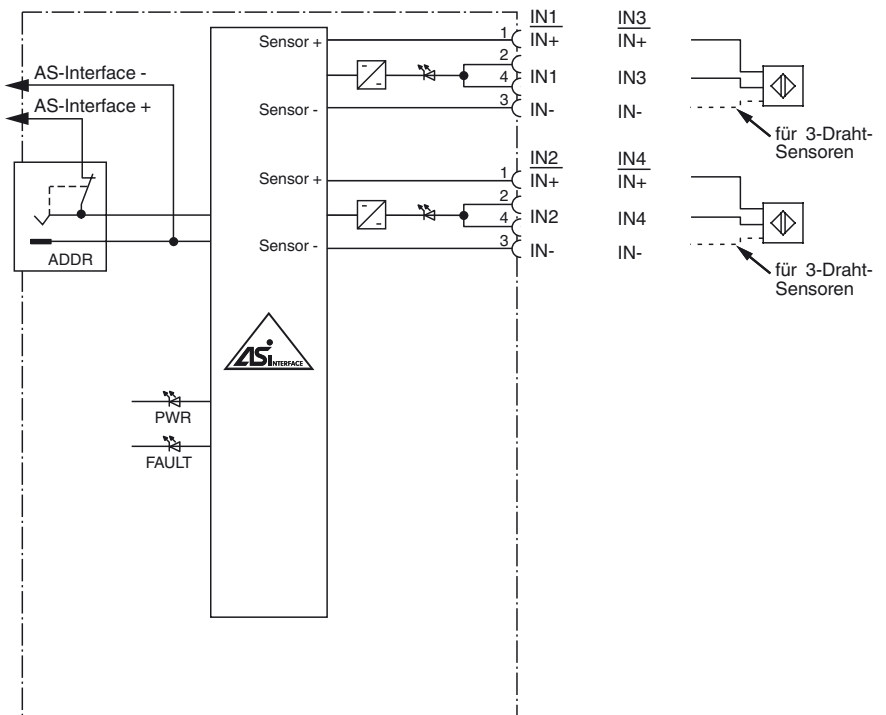 AS-Interface -
AS-Interface +
ADDR
Sensor +
Sensor -
Sensor +
Sensor -
ASi INTERFACE
PWR
FAULT
IN1
1
IN+
2
4
IN1
3
IN-
IN2
1
IN+
2
4
IN2
3
IN-
IN3
IN+
IN3
IN-
für 3-Draht-
Sensoren
IN4
IN+
IN4
IN-
für 3-Draht-
Sensoren